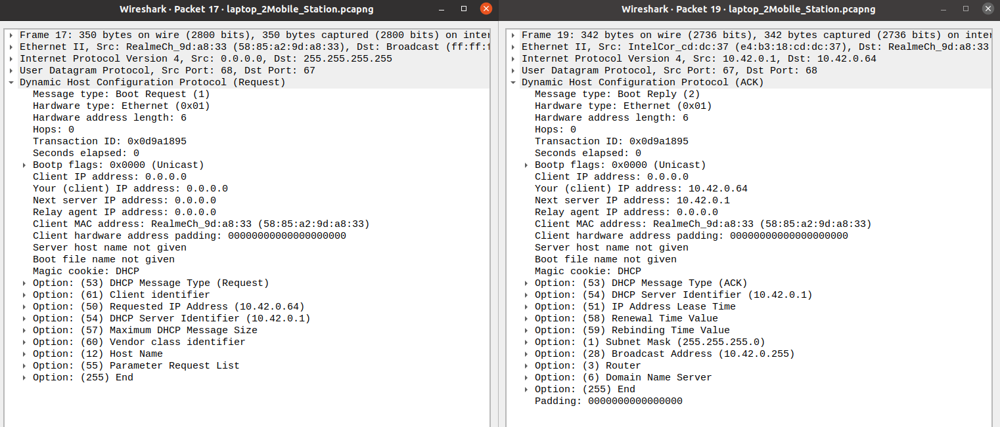 Wireshark · Packet 17 · laptop_2Mobile_Station.pcapng
Frame 17: 350 bytes on wire (2800 bits), 350 bytes captured (2800 bits) on inter
Ethernet II, Src: RealmeCh_9d:a8:33 (58:85:a2:9d:a8:33), Dst: Broadcast (ff:ff:f
Internet Protocol Version 4, Src: 0.0.0.0, Dst: 255.255.255.255
User Datagram Protocol, Src Port: 68, Dst Port: 67
Dynamic Host Configuration Protocol (Request)
Message type: Boot Request (1)
Hardware type: Ethernet (0x01)
Hardware address length: 6
Hops: 0
Transaction ID: 0x0d9a1895
Seconds elapsed: 0
Bootp flags: 0x0000 (Unicast)
Client IP address: 0.0.0.0
Your (client) IP address: 0.0.0.0
Next server IP address: 0.0.0.0
Relay agent IP address: 0.0.0.0
Client MAC address: RealmeCh_9d:a8:33 (58:85:a2:9d:a8:33)
Client hardware address padding: 00000000000000000000
Server host name not given
Boot file name not given
Magic cookie: DHCP
Option: (53) DHCP Message Type (Request)
Option: (61) Client identifier
Option: (50) Requested IP Address (10.42.0.64)
Option: (54) DHCP Server Identifier (10.42.0.1)
Option: (57) Maximum DHCP Message Size
Option: (60) Vendor class identifier
Option: (12) Host Name
Option: (55) Parameter Request List
Option: (255) End
Wireshark · Packet 19 · laptop_2Mobile_Station.pcapng
Frame 19: 342 bytes on wire (2736 bits), 342 bytes captured (2736 bits) on inter
Ethernet II, Src: IntelCor_cd:dc:37 (e4:b3:18:cd:dc:37), Dst: RealmeCh_9d:a8:33
Internet Protocol Version 4, Src: 10.42.0.1, Dst: 10.42.0.64
User Datagram Protocol, Src Port: 67, Dst Port: 68
Dynamic Host Configuration Protocol (ACK)
Message type: Boot Reply (2)
Hardware type: Ethernet (0x01)
Hardware address length: 6
Hops: 0
Transaction ID: 0x0d9a1895
Seconds elapsed: 0
Bootp flags: 0x0000 (Unicast)
Client IP address: 0.0.0.0
Your (client) IP address: 10.42.0.64
Next server IP address: 10.42.0.1
Relay agent IP address: 0.0.0.0
Client MAC address: RealmeCh_9d:a8:33 (58:85:a2:9d:a8:33)
Client hardware address padding: 00000000000000000000
Server host name not given
Boot file name not given
Magic cookie: DHCP
Option: (53) DHCP Message Type (ACK)
Option: (54) DHCP Server Identifier (10.42.0.1)
Option: (51) IP Address Lease Time
Option: (58) Renewal Time Value
Option: (59) Rebinding Time Value
Option: (1) Subnet Mask (255.255.255.0)
Option: (28) Broadcast Address (10.42.0.255)
Option: (3) Router
Option: (6) Domain Name Server
Option: (255) End
Padding: 0000000000000000